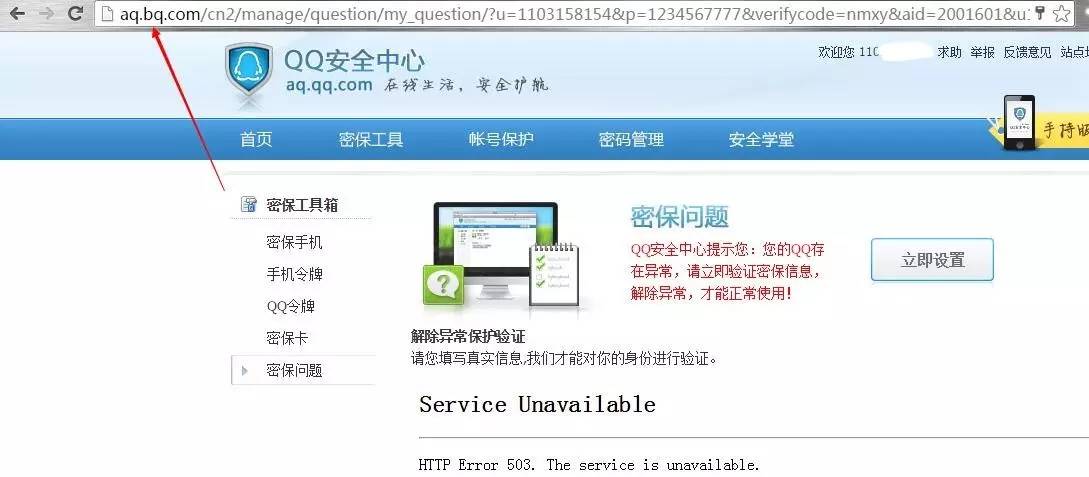 aq.bq.com/cn2/manage/question/my_question/?u=1103158154&p=1234567777&verifycode=nmxy&aid=2001601&u1
QQ安全中心
aq.qq.com 在线生活，安全护航
欢迎您 110 求助 举报 反馈意见 站点地
手持版
首页 密保工具 帐号保护 密码管理 安全学堂
密保工具箱
密保手机
手机令牌
QQ令牌
密保卡
密保问题
密保问题
QQ安全中心提示您：您的QQ存
在异常，请立即验证密保信息，
解除异常，才能正常使用！
立即设置
解除异常保护验证
请您填写真实信息,我们才能对你的身份进行验证。
Service Unavailable
HTTP Error 503. The service is unavailable.